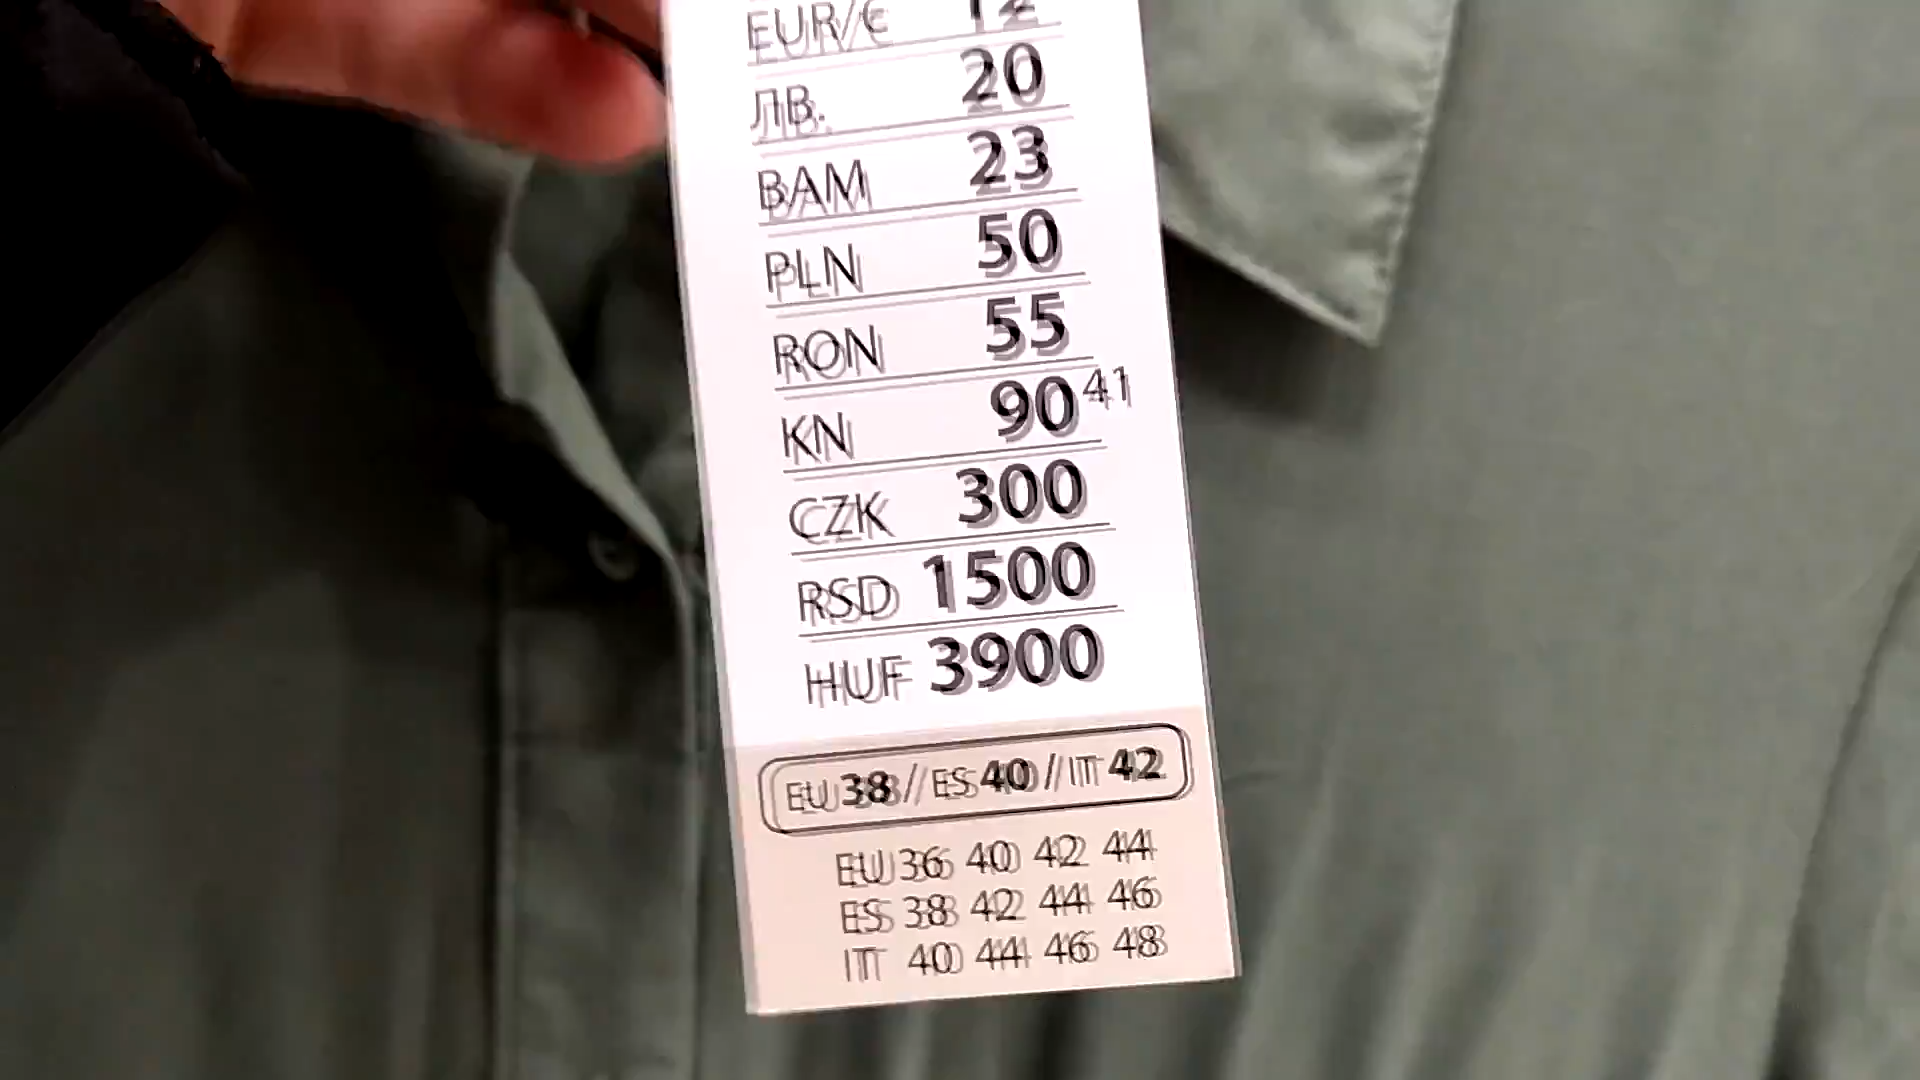 EUR/€ 12
ЛВ. 20
BAM 23
PLN 50
RON 55
KN 90 41
CZK 300
RSD 1500
HUF 3900
EU 38 // ES 40 // IT 42
EU 36 40 42 44
ES 38 42 44 46
IT 40 44 46 48